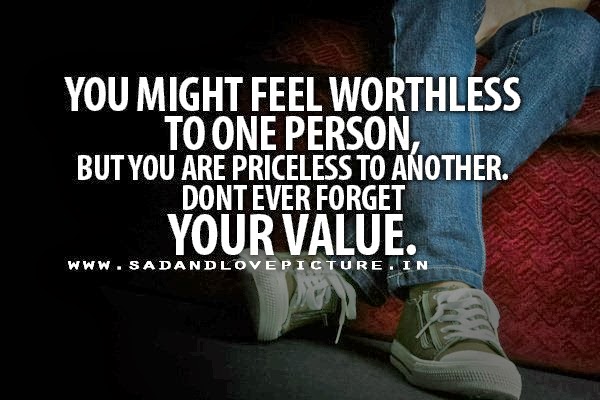 YOU MIGHT FEEL WORTHLESS
TO ONE PERSON,
BUT YOU ARE PRICELESS TO ANOTHER.
DONT EVER FORGET
YOUR VALUE.
WWW.SADANDLOVEPICTURE.IN